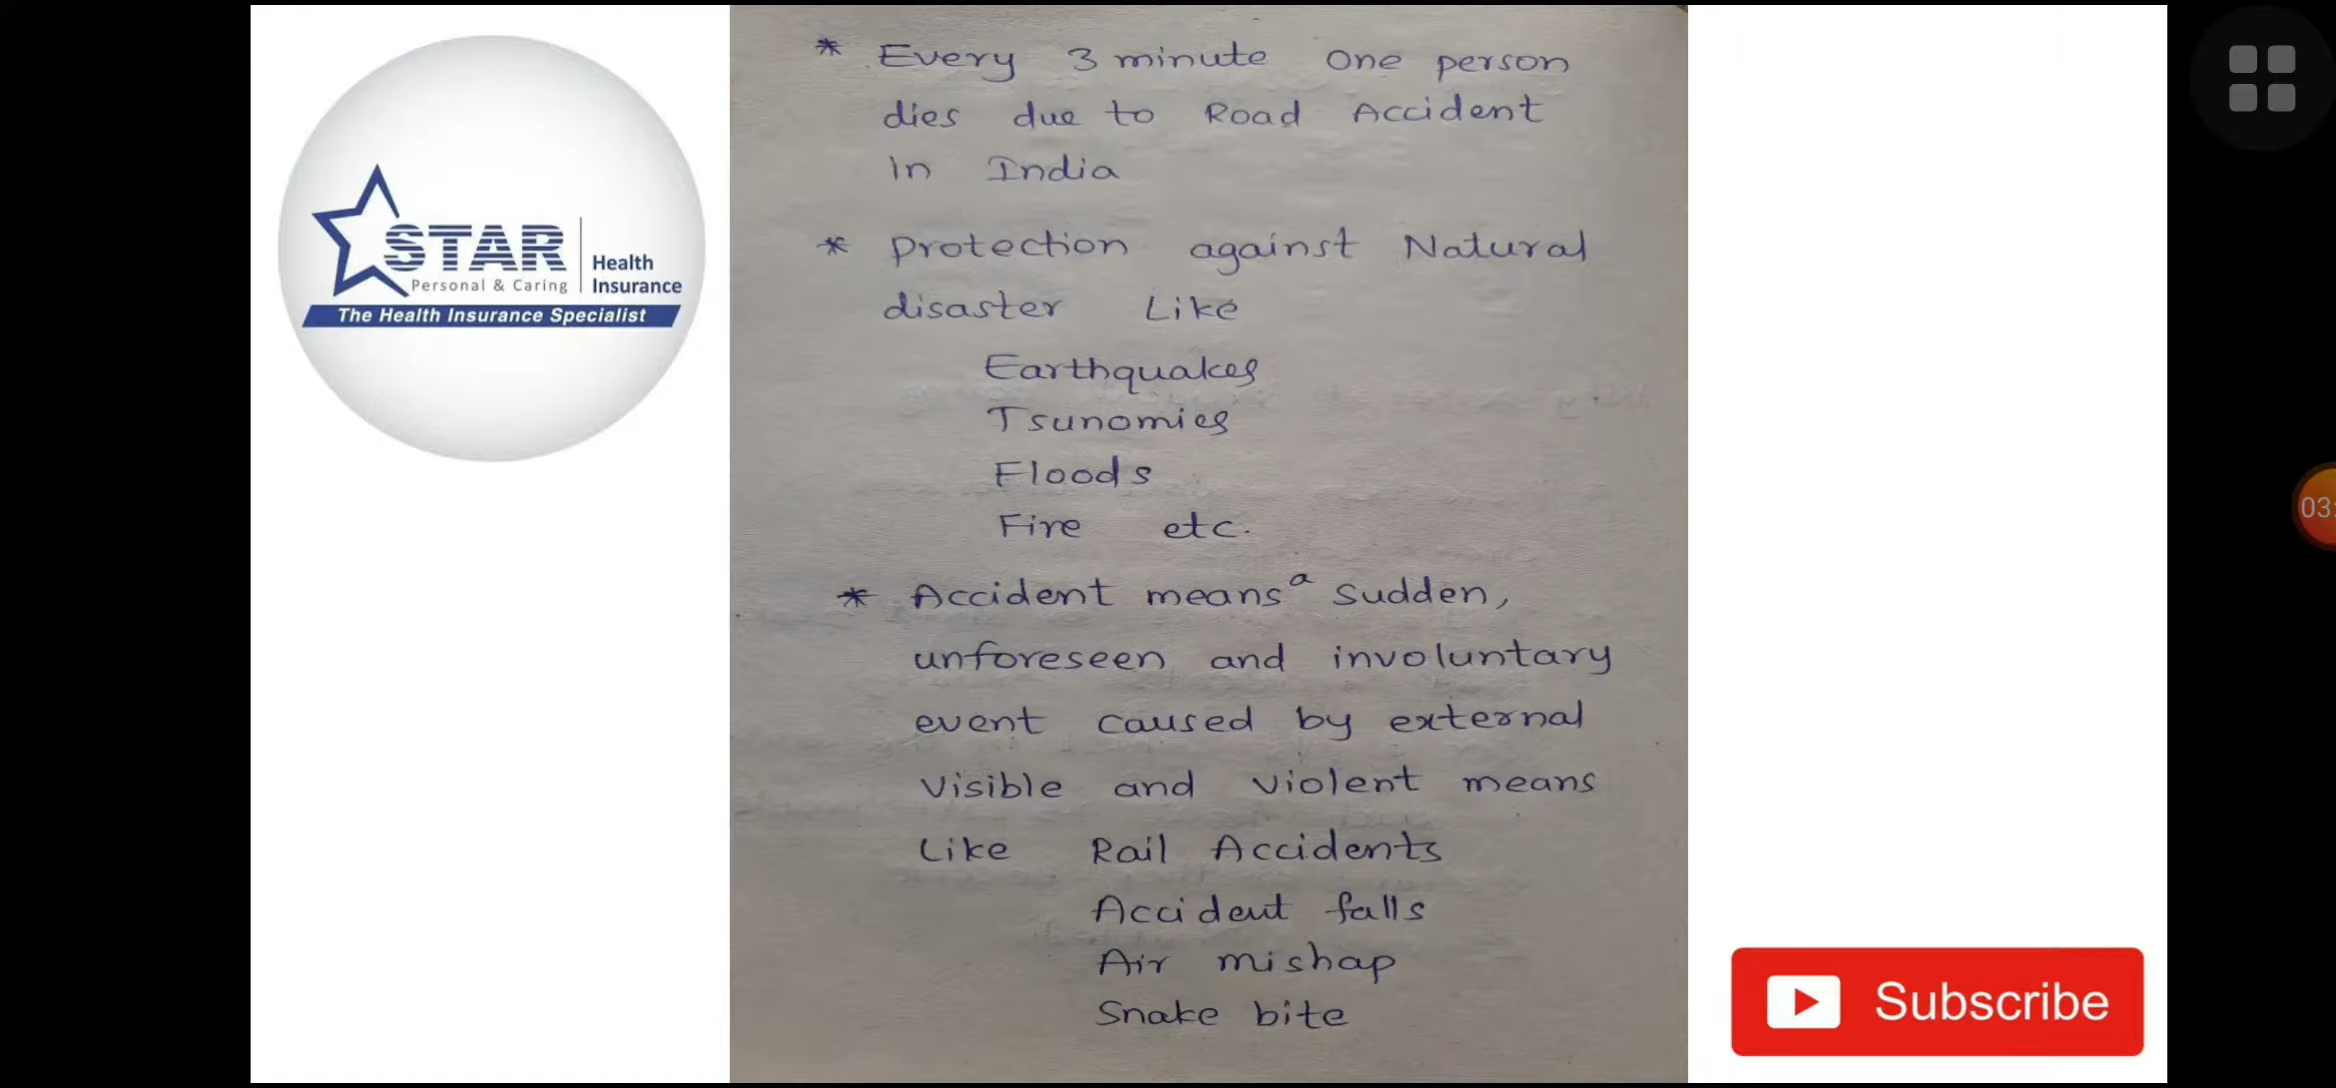 STAR
Health
Personal & Caring
Insurance
The Health Insurance Specialist
* Every 3 minute one person
dies due to Road Accident
in India
* Protection against Natural
disaster Like
Earthquakes
Tsunomies
Floods
Fire etc.
* Accident means a Sudden,
unforeseen and involuntary
event caused by external
Visible and violent means
Like Rail Accidents
Accident falls
Air mishap
Snake bite
03:
Subscribe